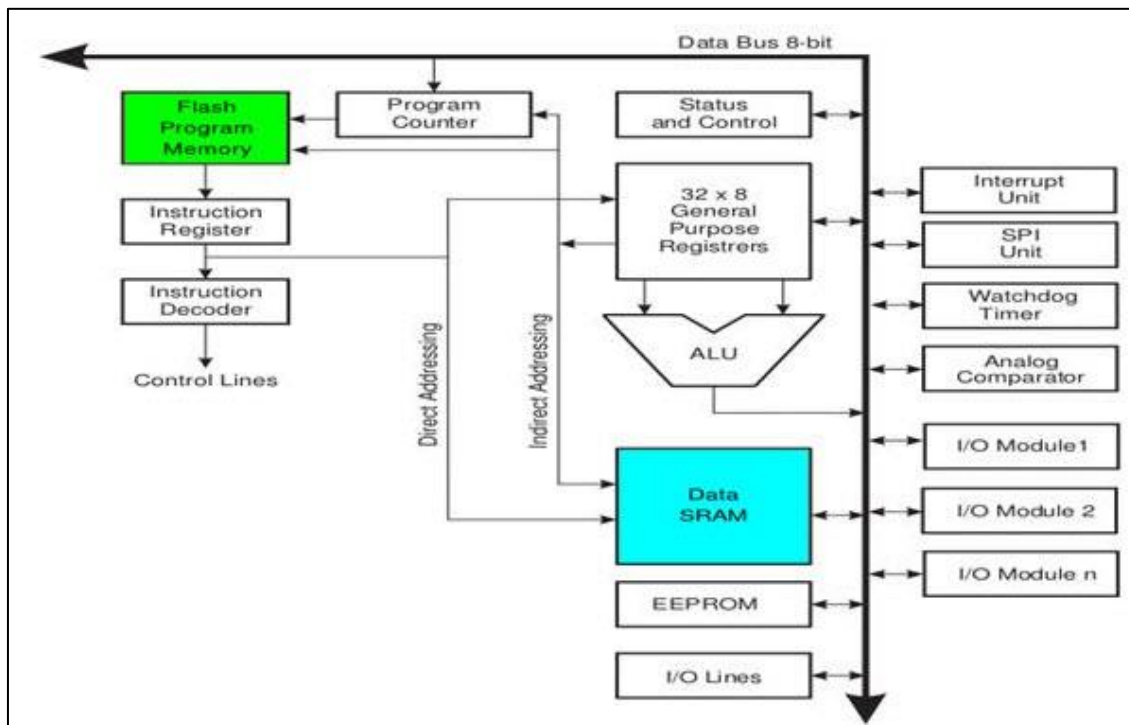 Data Bus 8-bit
Flash
Program
Memory
Program
Counter
Status
and Control
Instruction
Register
32 x 8
General
Purpose
Registrers
Interrupt
Unit
SPI
Unit
Instruction
Decoder
Watchdog
Timer
ALU
Analog
Comparator
Control Lines
Direct Addressing
Indirect Addressing
I/O Module1
Data
SRAM
I/O Module 2
I/O Module n
EEPROM
I/O Lines